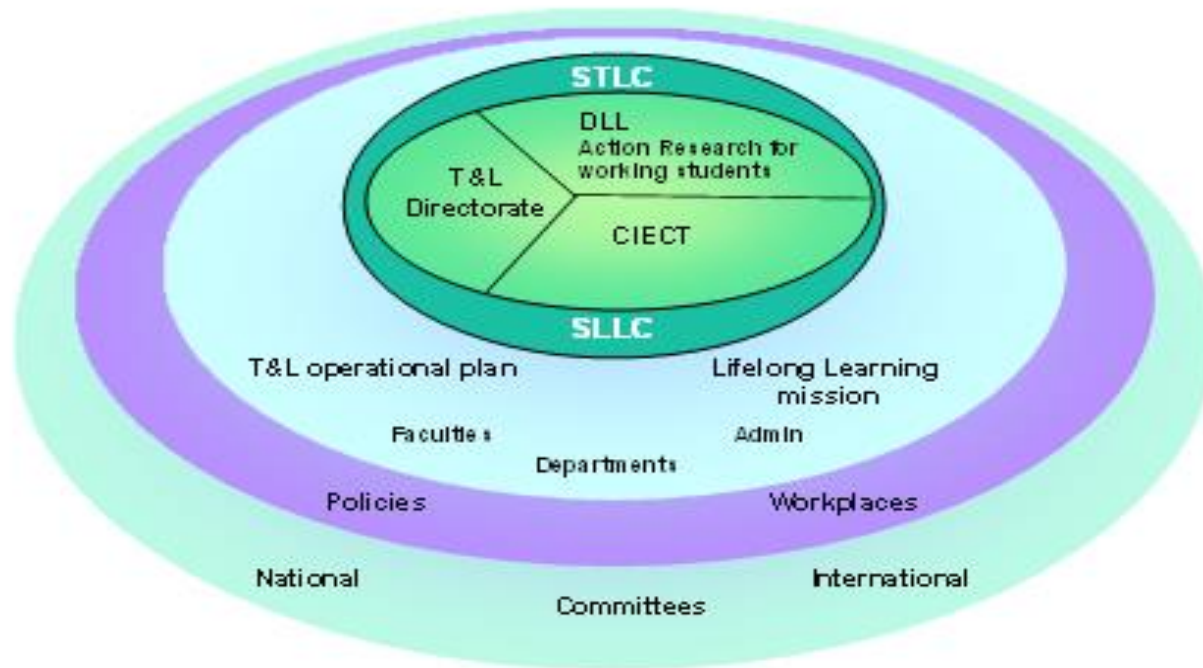 STLC
DLL
Action Research for
working students
T&L
Directorate
CIECT
SLLC
T&L operational plan
Lifelong Learning
mission
Faculties
Admin
Departments
Policies
Workplaces
National
International
Committees